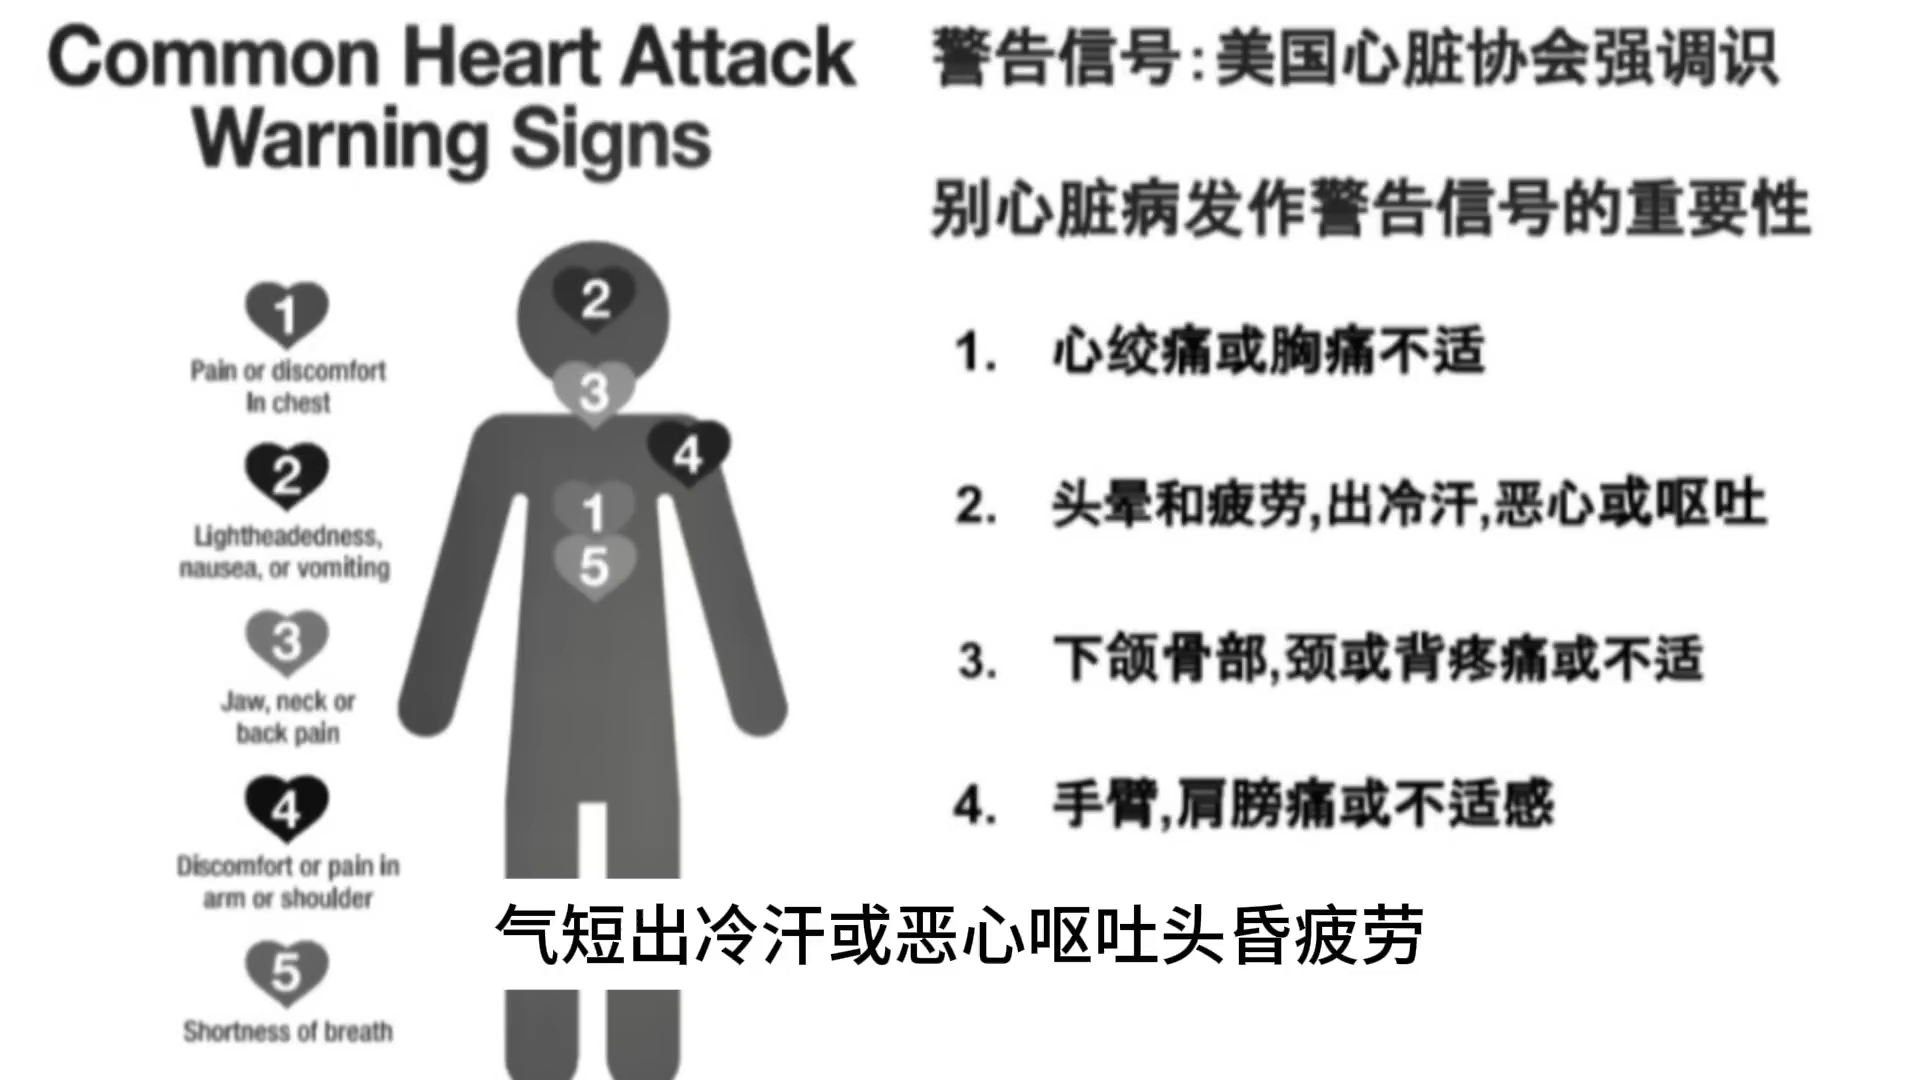 Common Heart Attack
Warning Signs
1
Pain or discomfort
In chest
2
Lightheadedness,
nausea, or vomiting
3
Jaw, neck or
back pain
4
Discomfort or pain in
arm or shoulder
5
Shortness of breath
2
3
4
1
5
警告信号:美国心脏协会强调识
别心脏病发作警告信号的重要性
1. 心绞痛或胸痛不适
2. 头晕和疲劳,出冷汗,恶心或呕吐
3. 下颌骨部,颈或背疼痛或不适
4. 手臂,肩膀痛或不适感
气短出冷汗或恶心呕吐头昏疲劳